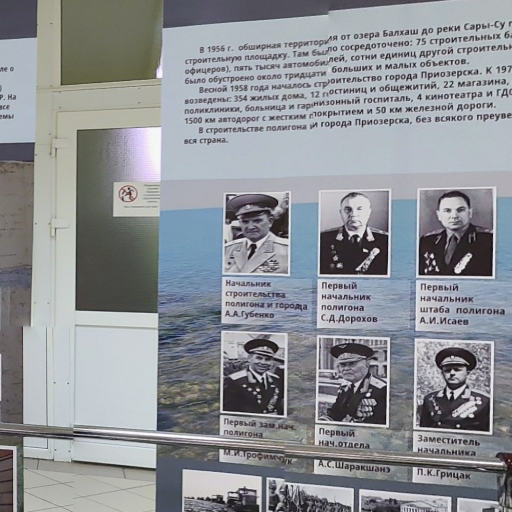 В 1956 г. обширная территория от озера Балхаш до реки Сары-Су
строительную площадку. Там было сосредоточено: 75 строительных
офицеров), пять тысяч автомобилей, сотни единиц другой
было обустроено около тридцати больших и малых объектов.
Весной 1958 года началось строительство города Приозерска. К
возведены: 354 жилых дома, 12 гостиниц и общежитий, 22 магазина,
поликлиники, больница и гарнизонный госпиталь, 4 кинотеатра и
1500 км автодорог с жестким покрытием и 50 км железной дороги.
В строительстве полигона и города Приозерска, без всякого
вся страна.
Начальник
строительства
полигона и города
А.А.Губенко
Первый
начальник
полигона
С.Д.Дорохов
Первый
начальник
штаба полигона
А.И.Исаев
Первый зам.нач.
полигона
М.И.Трофимчук
Первый
нач.отдела
А.С.Шаракшанэ
Заместитель
начальника
П.К.Грицак